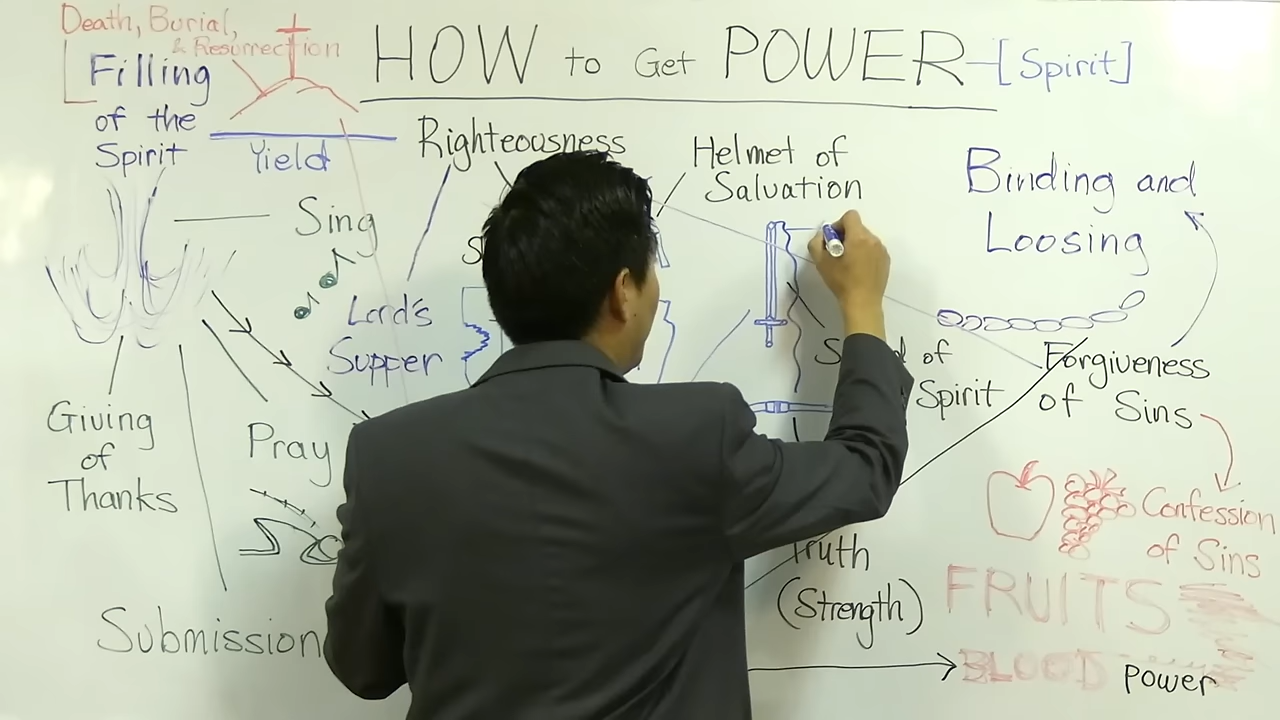 Death, Burial,
& Resurrection
HOW to Get POWER-[Spirit]
Filling
of the
Spirit
Yield
Righteousness
Helmet of
Salvation
Binding and
Loosing
Sing
Lord's
Supper
of
Spirit
Forgiveness
of Sins
Giving
of
Thanks
Pray
Confession
of Sins
Truth
(Strength)
FRUITS
Submission
BLOOD Power